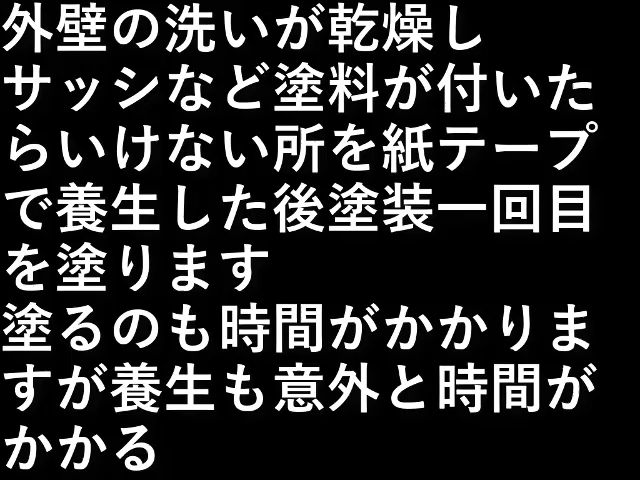 外壁の洗いが乾燥し
サッシなど塗料が付いた
らいけない所を紙テープ
で養生した後塗装一回目
を塗ります
塗るのも時間がかかりま
すが養生も意外と時間が
かかる